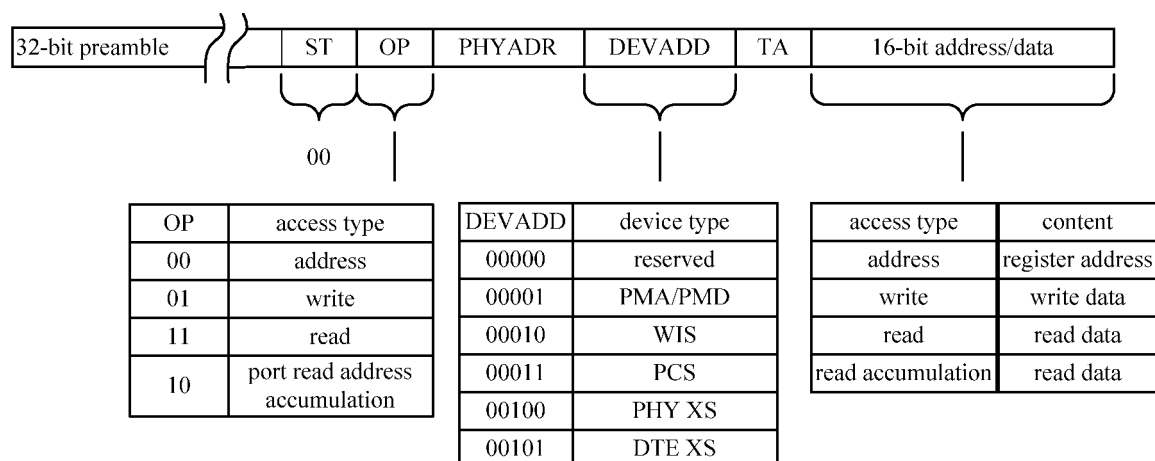 32-bit preamble ST OP PHYADR DEVADD TA 16-bit address/data
00
OP access type
00 address
01 write
11 read
10 port read address
accumulation
DEVADD device type
00000 reserved
00001 PMA/PMD
00010 WIS
00011 PCS
00100 PHY XS
00101 DTE XS
access type content
address register address
write write data
read read data
read accumulation read data